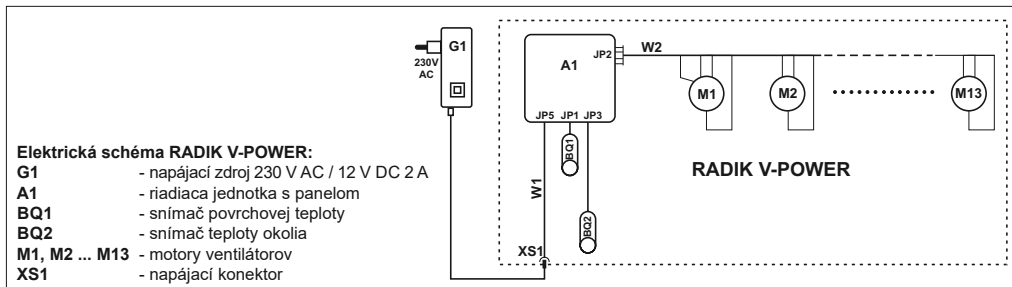 G1
230V
AC
A1
JP2
W2
JP5 JP1 JP3
M1
M2
M13
BQ1
W1
BQ2
XS1
RADIK V-POWER
Elektrická schéma RADIK V-POWER:
G1 - napájací zdroj 230 V AC / 12 V DC 2 A
A1 - riadiaca jednotka s panelom
BQ1 - snímač povrchovej teploty
BQ2 - snímač teploty okolia
M1, M2 ... M13 - motory ventilátorov
XS1 - napájací konektor